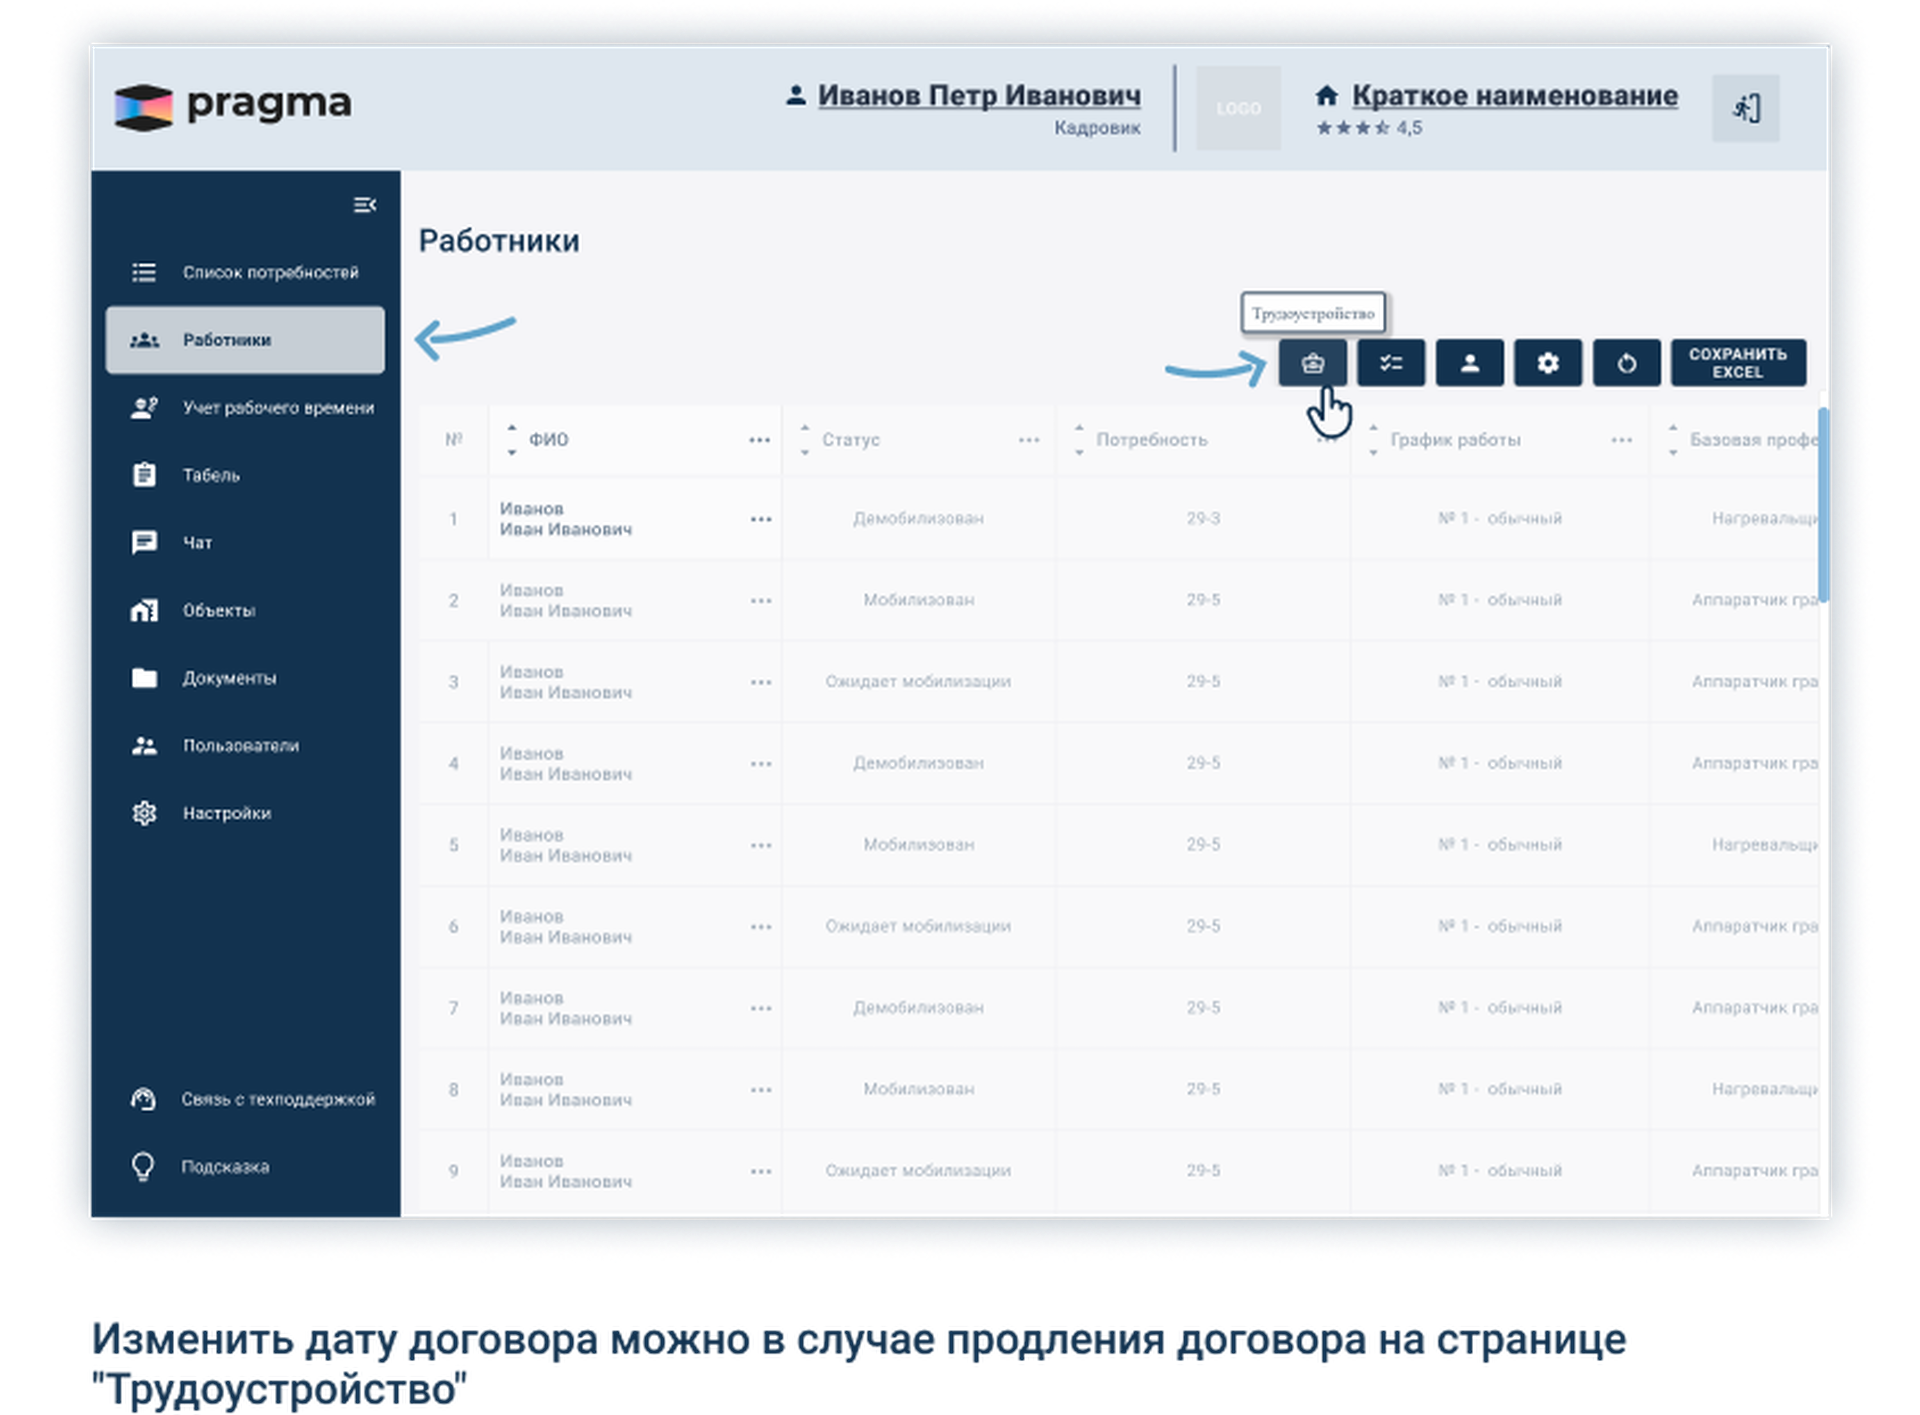 pragma
Иванов Петр Иванович
Кадровик
LOGO
Краткое наименование
4,5
Список потребностей
Работники
Учет рабочего времени
Табель
Чат
Объекты
Документы
Пользователи
Настройки
Связь с техподдержкой
Подсказка
Работники
Трудоустройство
СОХРАНИТЬ
EXCEL
№ ФИО ••• Статус ••• Потребность ••• График работы ••• Базовая профе
1 Иванов
Иван Иванович ••• Демобилизован 29-3 № 1 - обычный Нагревальщи
2 Иванов
Иван Иванович ••• Мобилизован 29-5 № 1 - обычный Аппаратчик гра
3 Иванов
Иван Иванович ••• Ожидает мобилизации 29-5 № 1 - обычный Аппаратчик гра
4 Иванов
Иван Иванович ••• Демобилизован 29-5 № 1 - обычный Аппаратчик гра
5 Иванов
Иван Иванович ••• Мобилизован 29-5 № 1 - обычный Нагревальщи
6 Иванов
Иван Иванович ••• Ожидает мобилизации 29-5 № 1 - обычный Аппаратчик гра
7 Иванов
Иван Иванович ••• Демобилизован 29-5 № 1 - обычный Аппаратчик гра
8 Иванов
Иван Иванович ••• Мобилизован 29-5 № 1 - обычный Нагревальщи
9 Иванов
Иван Иванович ••• Ожидает мобилизации 29-5 № 1 - обычный Аппаратчик гра
Изменить дату договора можно в случае продления договора на странице
"Трудоустройство"